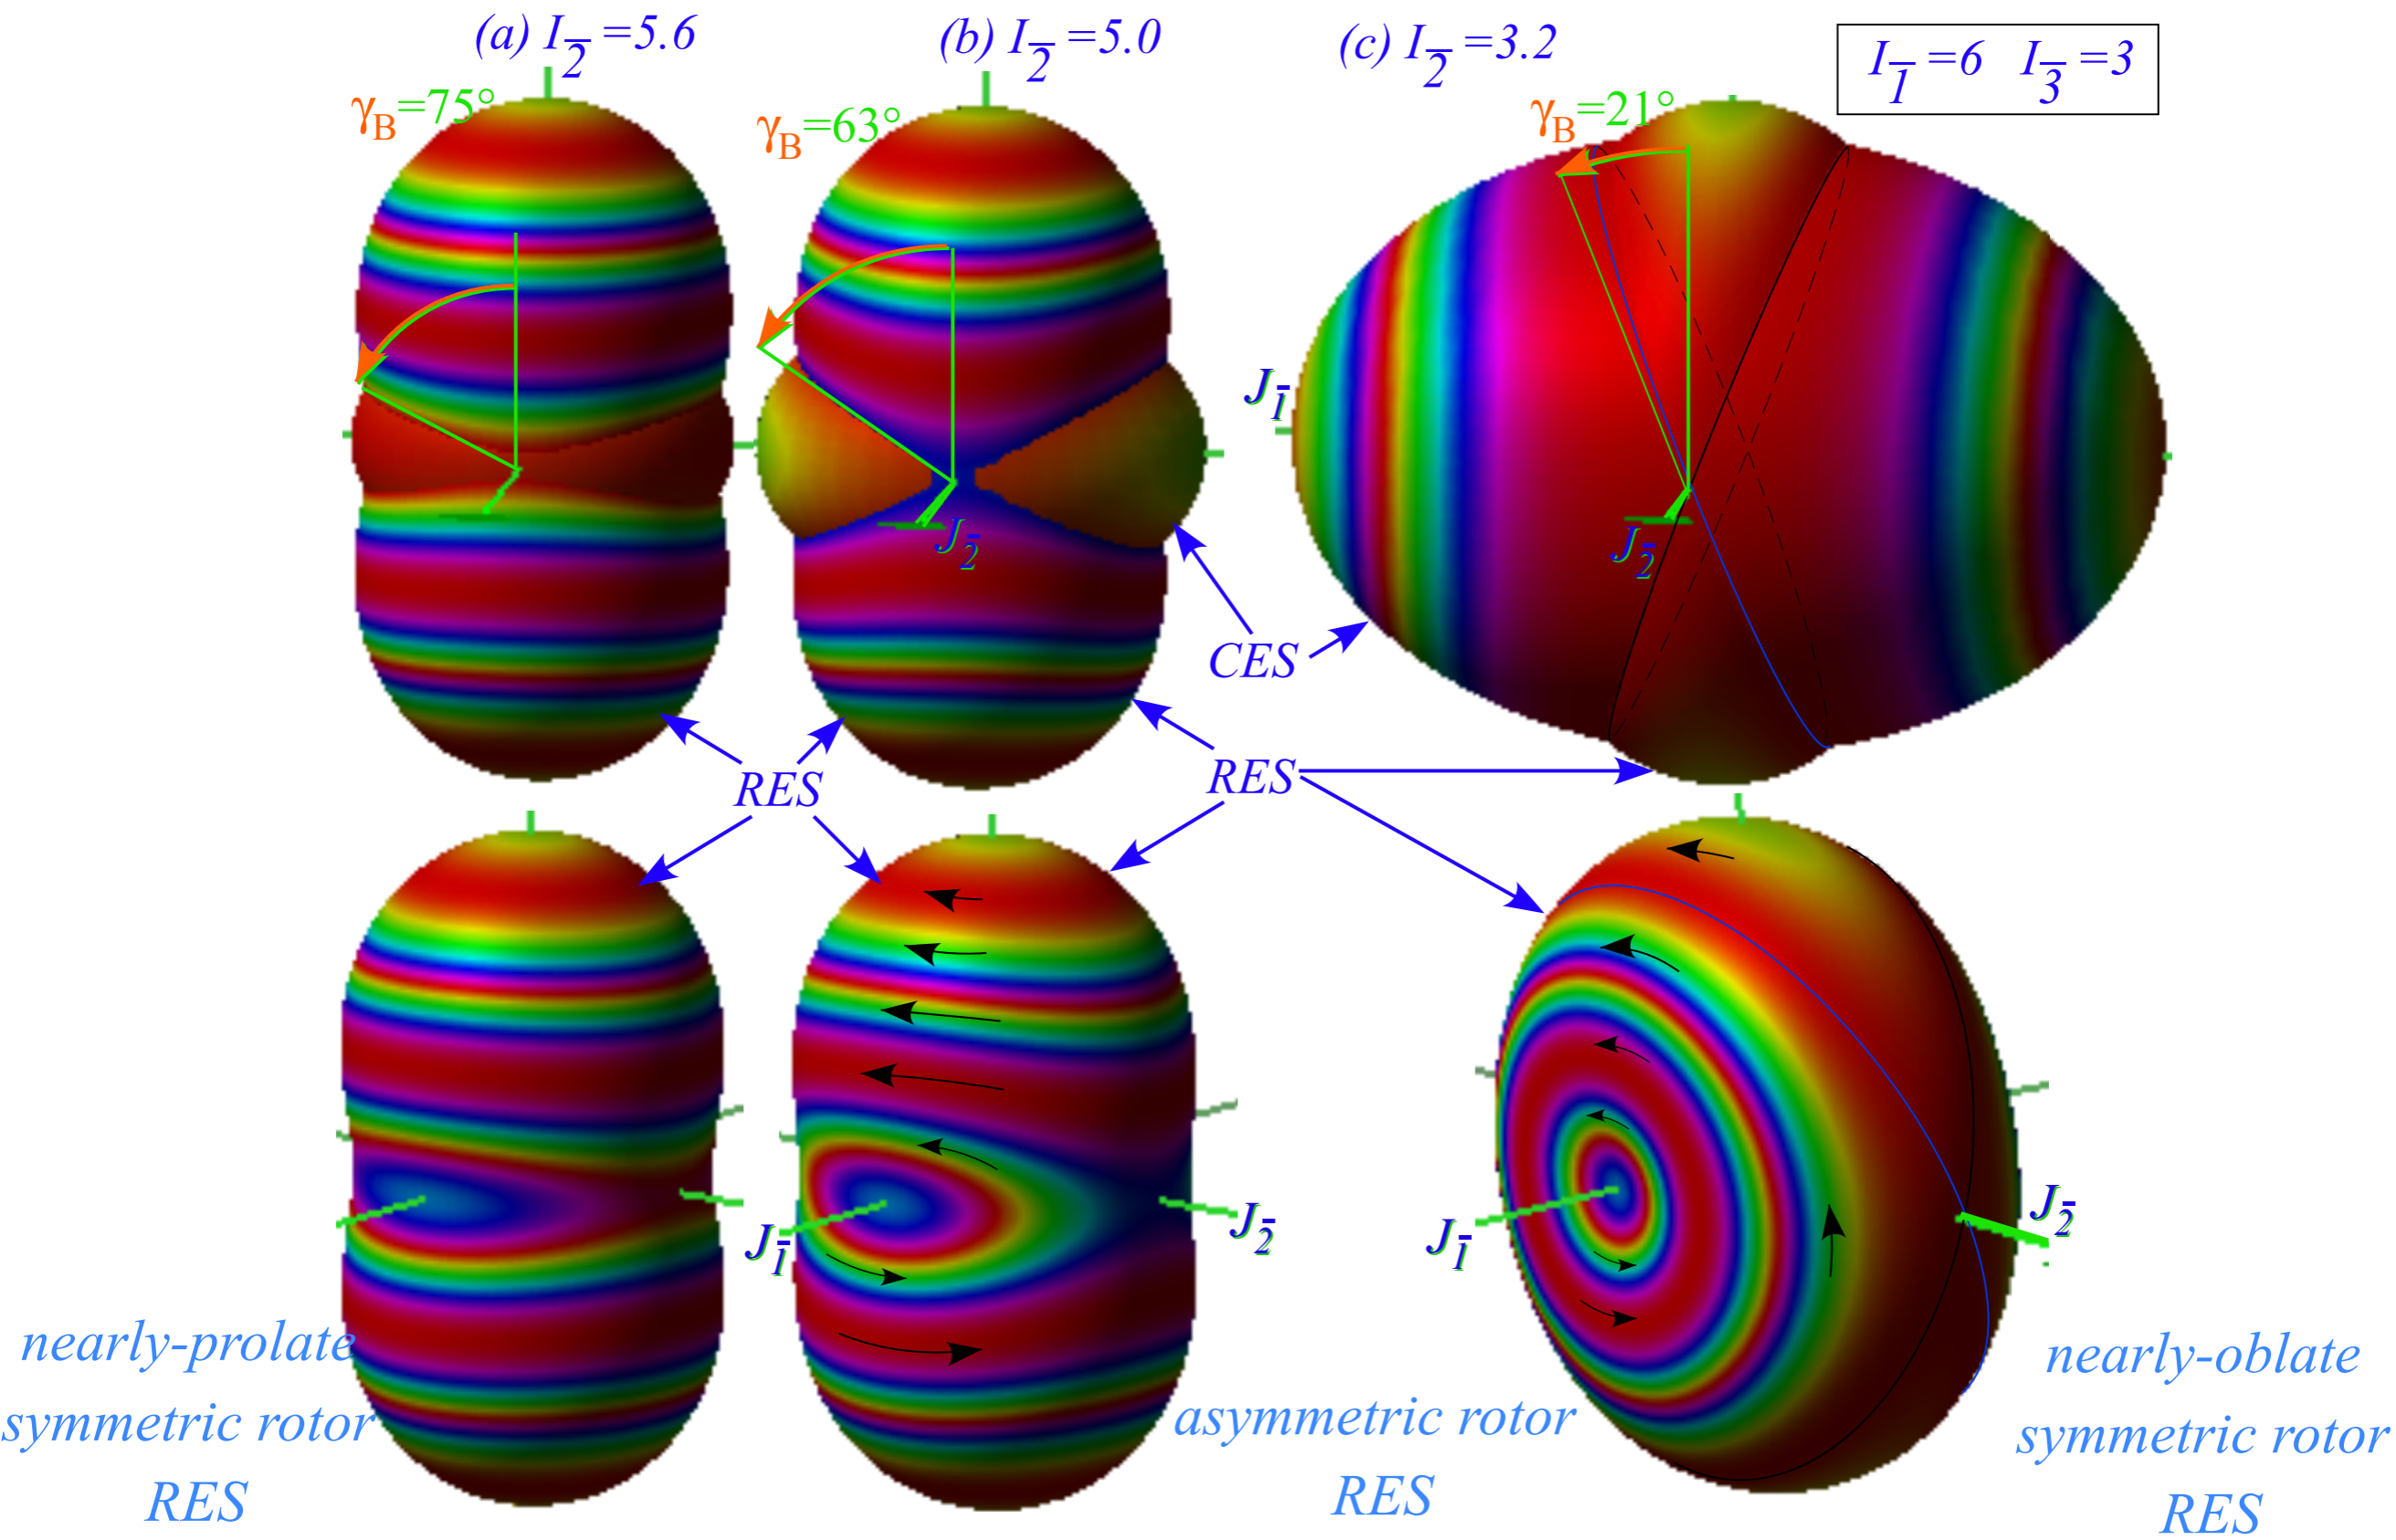 (a) I2̅ =5.6
(b) I2̅ =5.0
(c) I2̅ =3.2
I1̅ =6 I3̅ =3
γB=75°
γB=63°
γB=21°
J1̅
J2̅
J2̅
CES
RES
RES
J1̅
J2̅
J1̅
J2̅
nearly-prolate
symmetric rotor
RES
asymmetric rotor
RES
nearly-oblate
symmetric rotor
RES